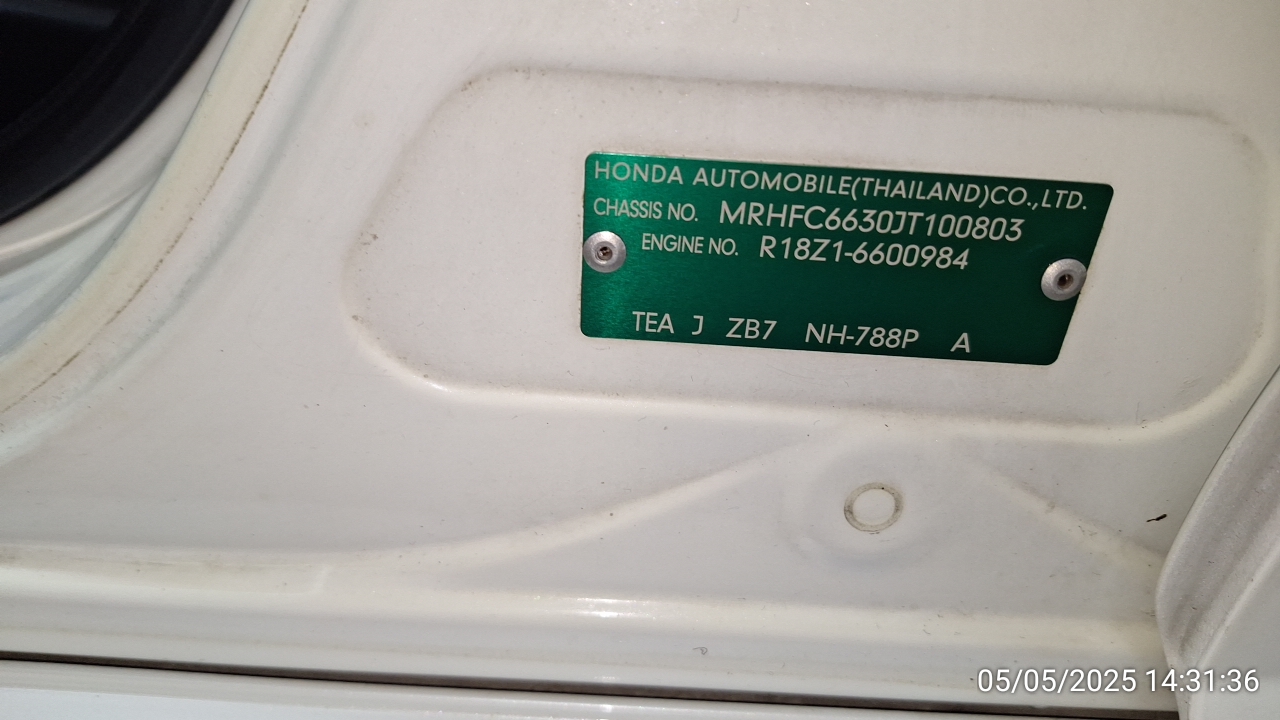 HONDA AUTOMOBILE(THAILAND)CO.,LTD.
CHASSIS NO. MRHFC6630JT100803
ENGINE NO. R18Z1-6600984
TEA J ZB7 NH-788P A
05/05/2025 14:31:36